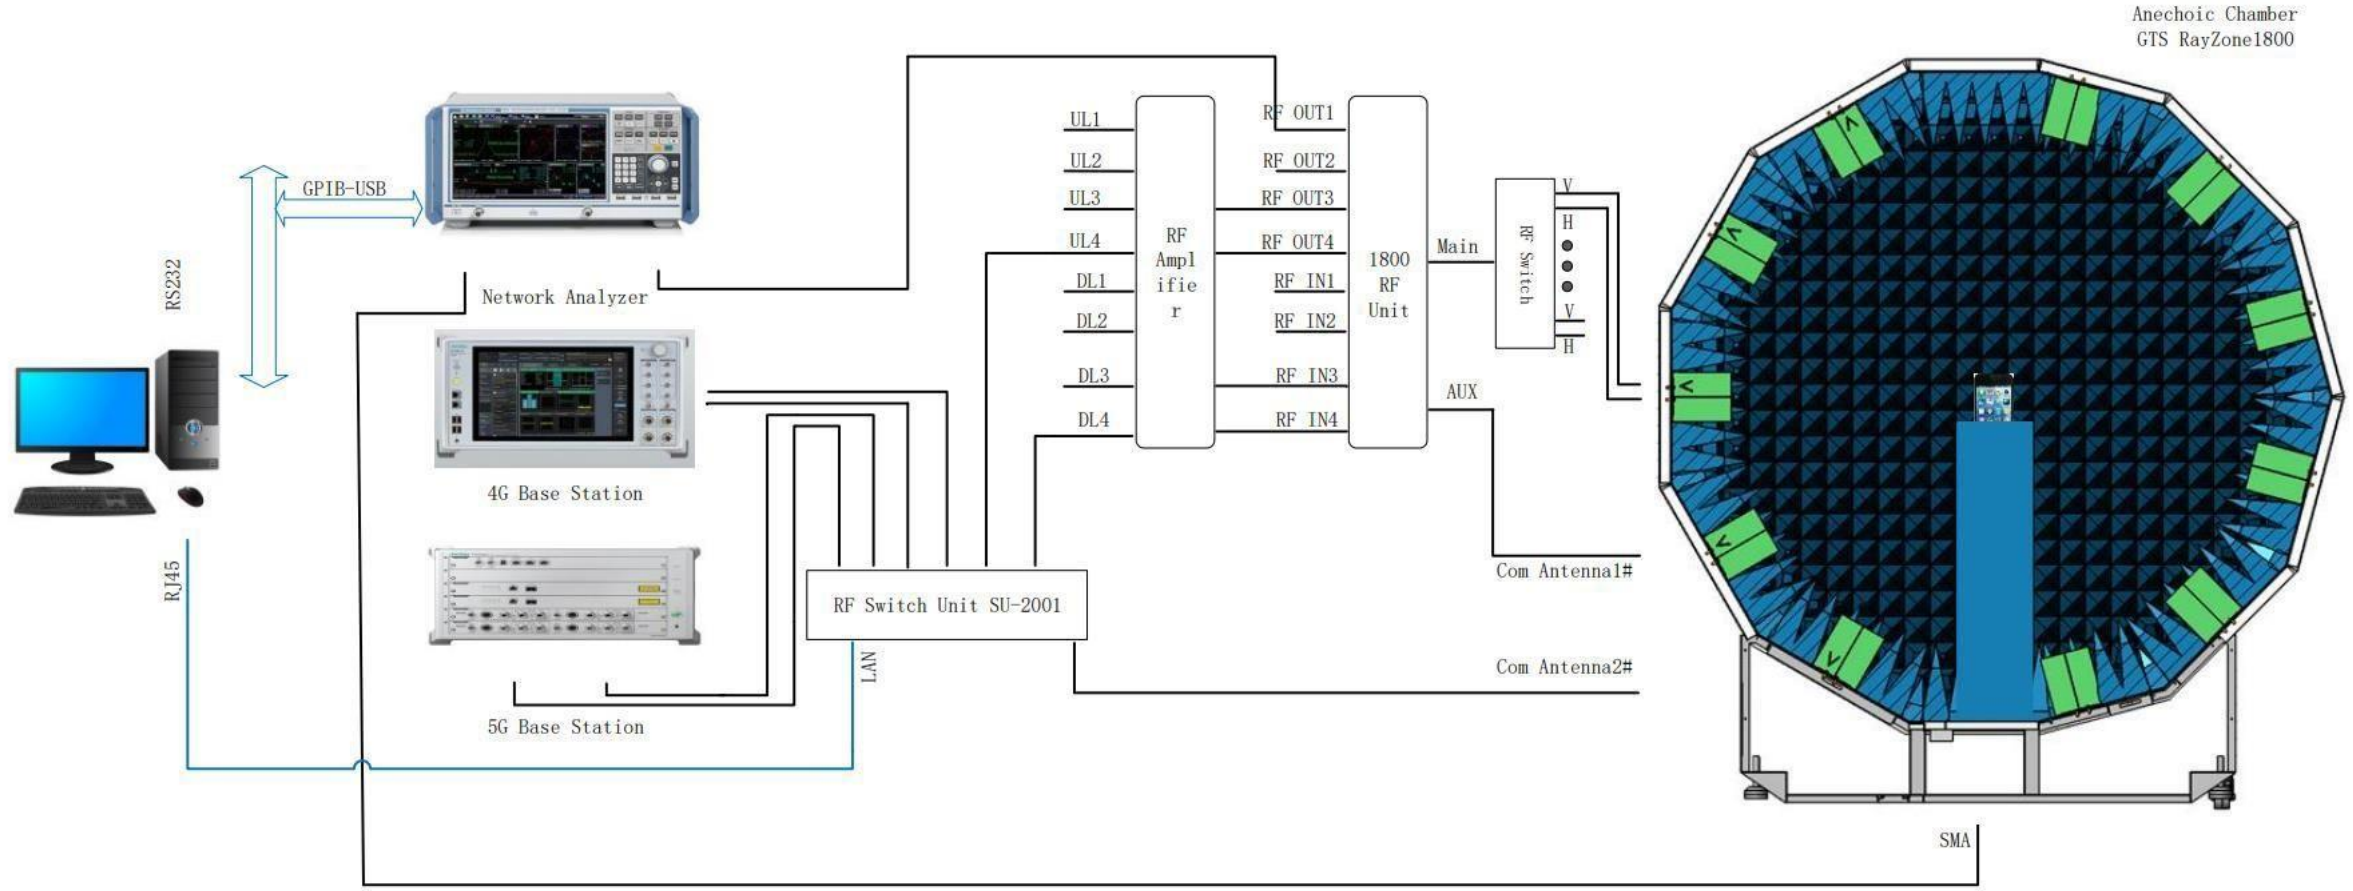 Anechoic Chamber
GTS RayZone1800
GPIB-USB
RS232
Network Analyzer
4G Base Station
5G Base Station
RJ45
LAN
RF Switch Unit SU-2001
UL1
UL2
UL3
UL4
DL1
DL2
DL3
DL4
RF
Ampl
ifie
r
RF OUT1
RF OUT2
RF OUT3
RF OUT4
RF IN1
RF IN2
RF IN3
RF IN4
1800
RF
Unit
Main
AUX
RF Switch
V
H
V
H
Com Antenna1#
Com Antenna2#
V
V
V
V
V
SMA